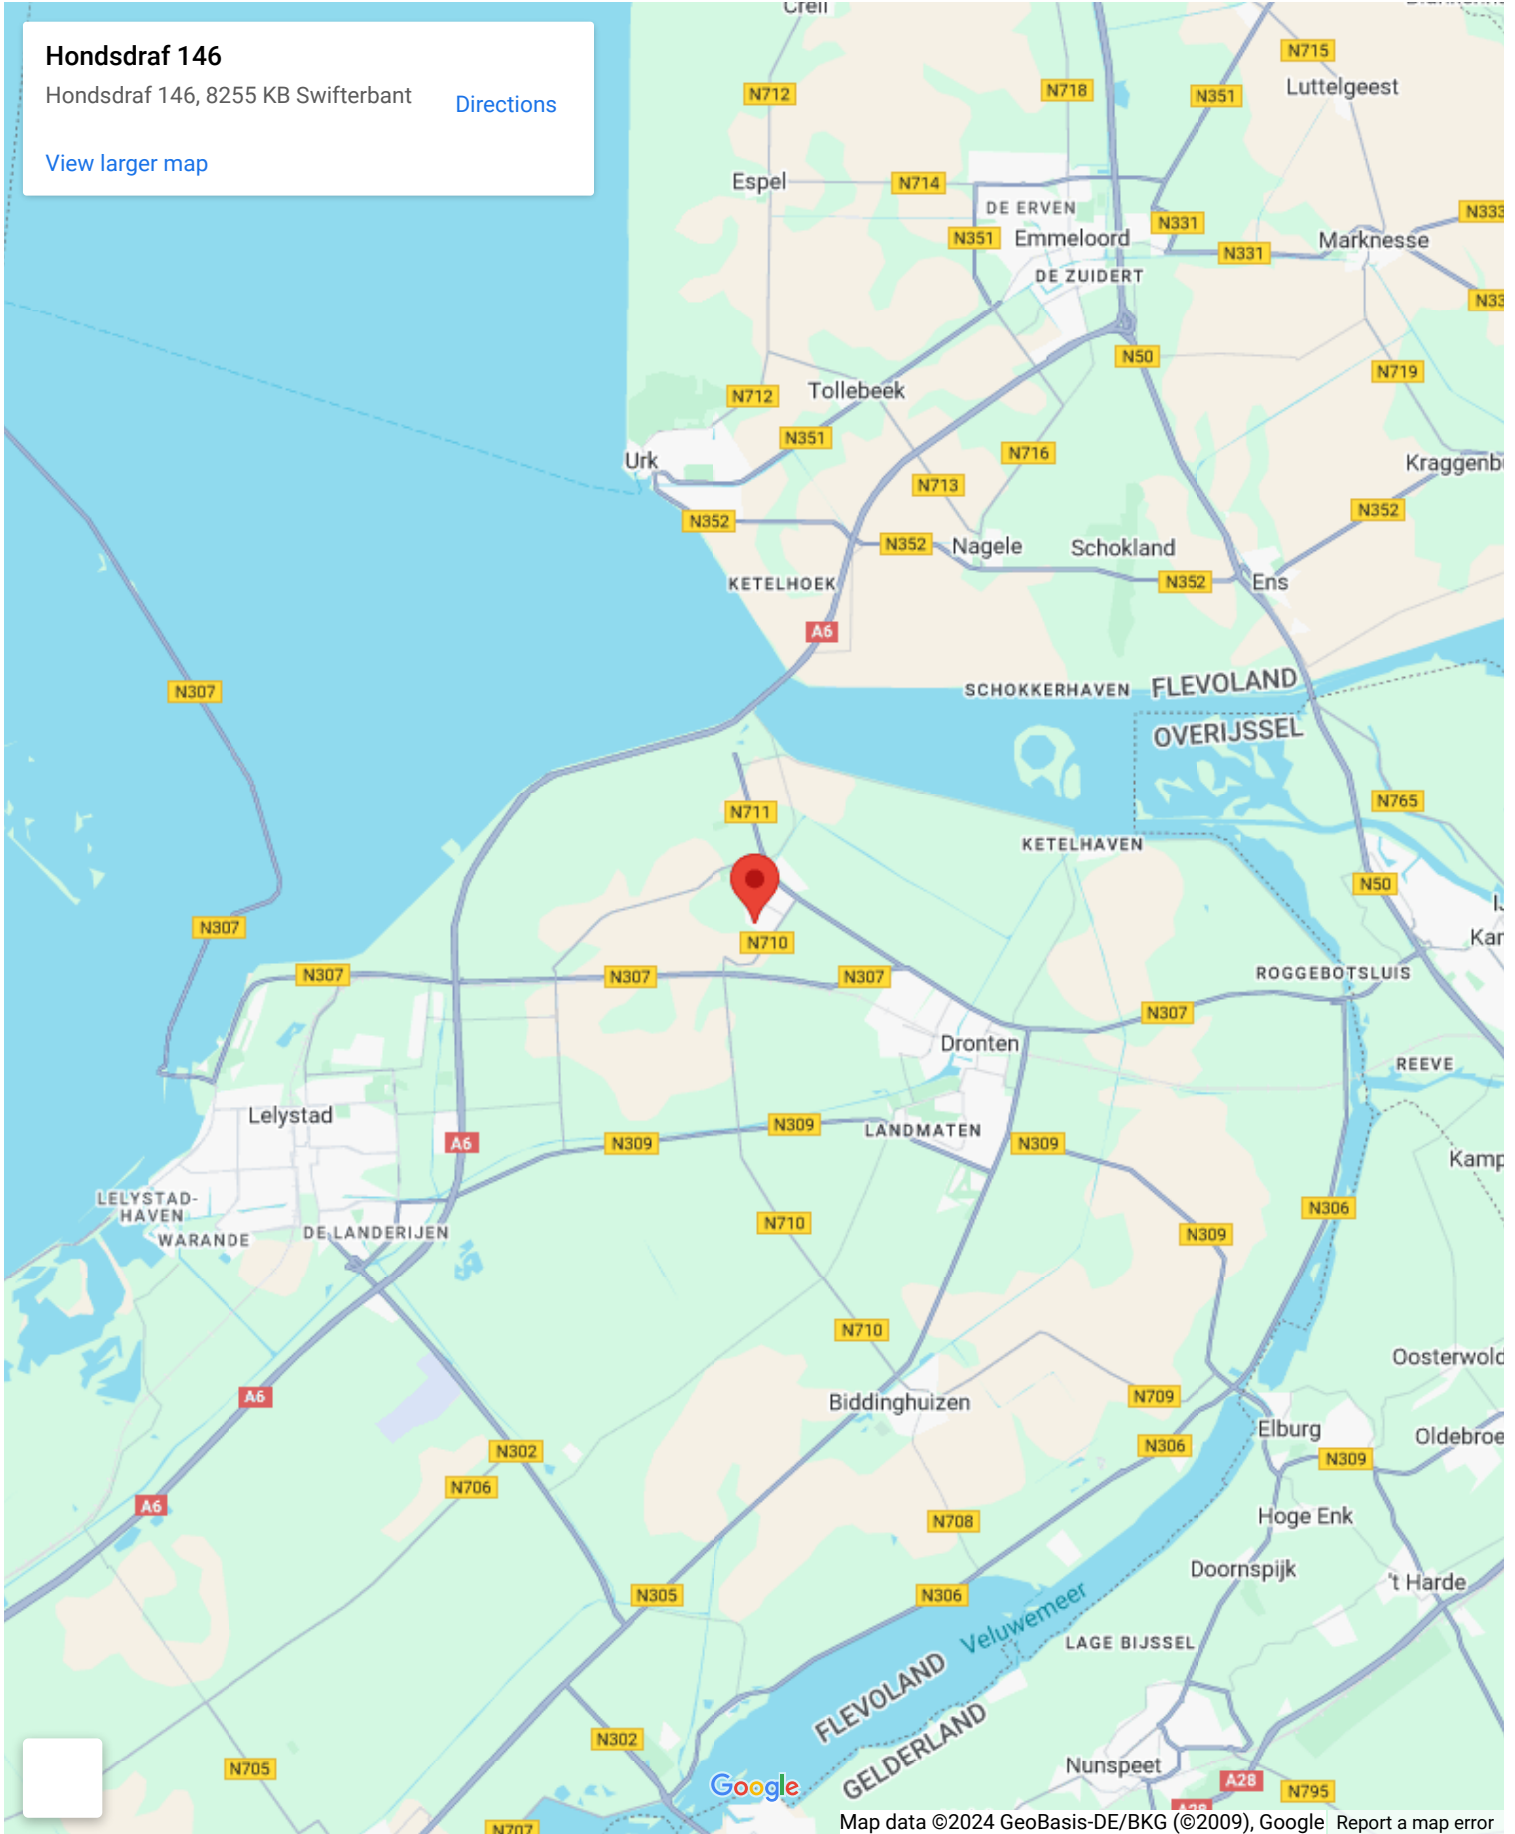 Hondsdraf 146
Hondsdraf 146, 8255 KB Swifterbant
Directions
View larger map
Creil
N715
Luttelgeest
N712
N718
N351
Espel
N714
DE ERVEN
N333
N351
Emmeloord
N331
N331
Marknesse
DE ZUIDERT
N33
N50
N719
N712
Tollebeek
N351
N716
Urk
Kraggenb
N713
N352
N352
N352
Nagele
Schokland
KETELHOEK
N352
Ens
A6
N307
SCHOKKERHAVEN
FLEVOLAND
OVERIJSSEL
N711
N765
KETELHAVEN
N50
N307
N710
Kar
N307
N307
N307
ROGGEBOTSLUIS
N307
Dronten
REEVE
Lelystad
A6
N309
N309
LANDMATEN
N309
Kamp
LELYSTAD-
HAVEN
WARANDE
DE LANDERIJEN
N710
N306
N309
N710
Oosterwold
A6
Biddinghuizen
N709
Elburg
Oldebroe
N302
N306
N309
N706
A6
N708
Hoge Enk
Doornspijk
't Harde
N305
N306
Veluwemeer
LAGE BIJSSEL
FLEVOLAND
GELDERLAND
N302
N705
Google
Nunspeet
A28
N795
A28
N707
Map data ©2024 GeoBasis-DE/BKG (©2009), Google
Report a map error